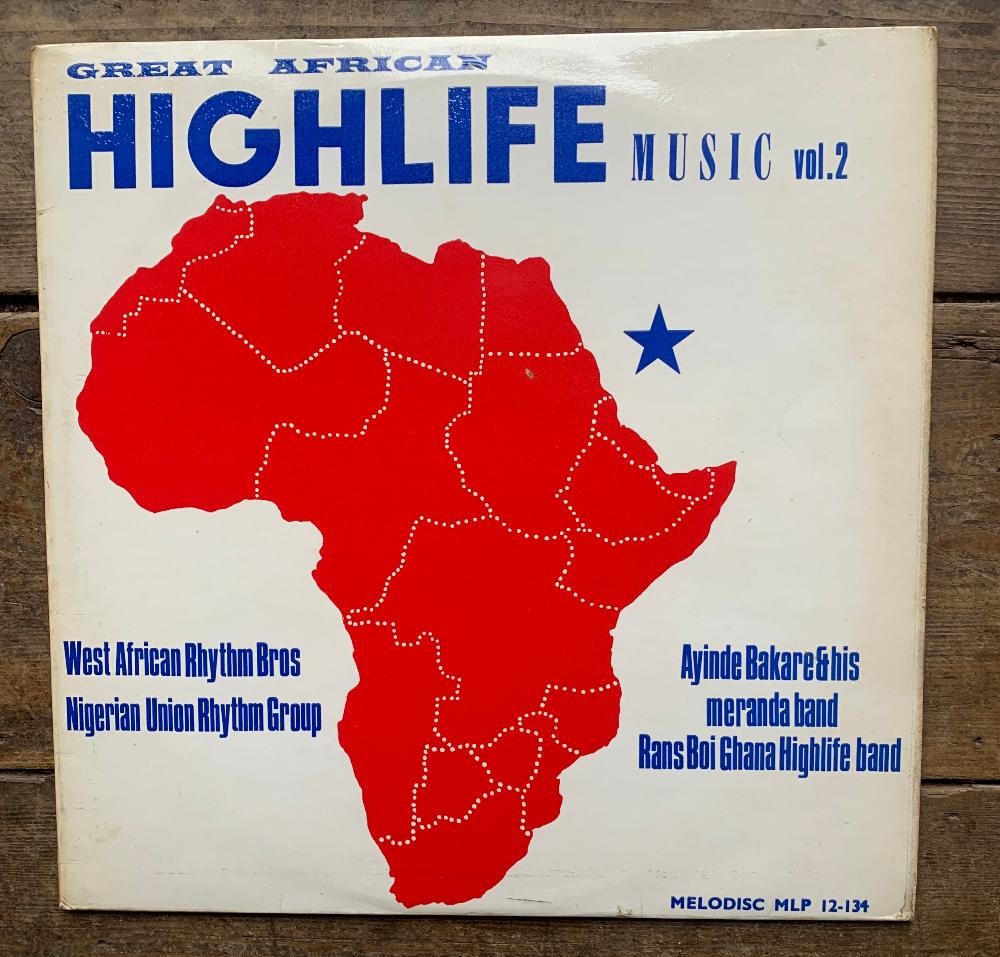 GREAT AFRICAN
HIGHLIFE MUSIC vol.2
West African Rhythm Bros
Nigerian Union Rhythm Group
Ayinde Bakare & his
meranda band
Rans Boi Ghana Highlife band
MELODISC MLP 12-134